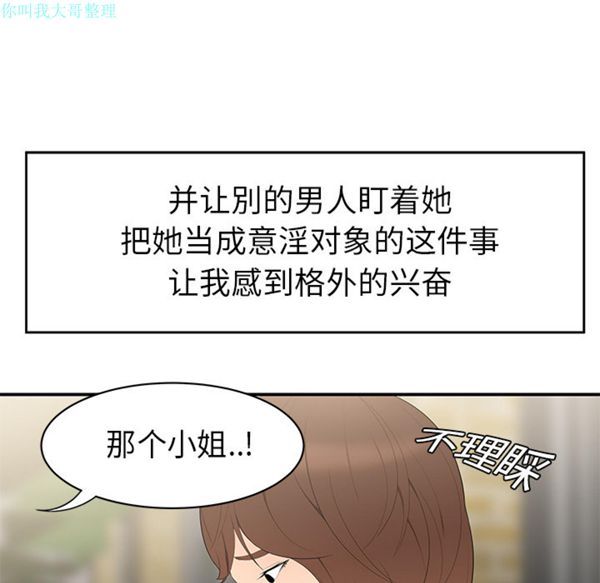 你叫我大哥整理
并让別的男人盯着她
把她当成意淫对象的这件事
让我感到格外的兴奋
那个小姐..!
不理睬